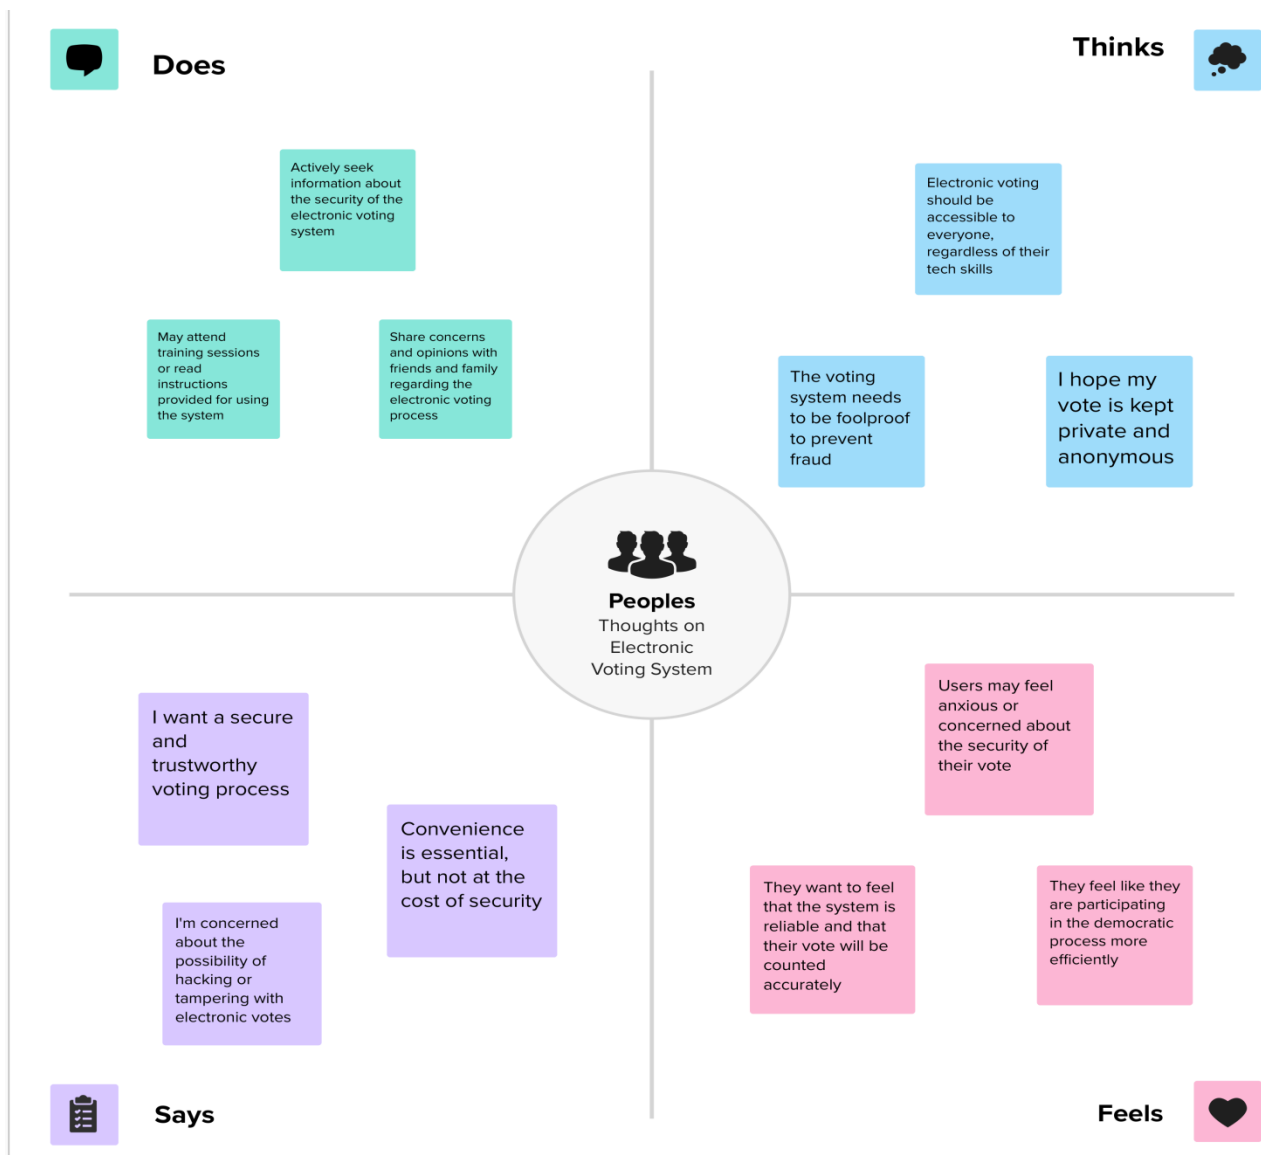 Does
Actively seek
information about
the security of the
electronic voting
system
May attend
training sessions
or read
instructions
provided for using
the system
Share concerns
and opinions with
friends and family
regarding the
electronic voting
process
Thinks
Electronic voting
should be
accessible to
everyone,
regardless of their
tech skills
The voting
system needs
to be foolproof
to prevent
fraud
I hope my
vote is kept
private and
anonymous
Peoples
Thoughts on
Electronic
Voting System
I want a secure
and
trustworthy
voting process
Convenience
is essential,
but not at the
cost of security
I'm concerned
about the
possibility of
hacking or
tampering with
electronic votes
Says
Users may feel
anxious or
concerned about
the security of
their vote
They want to feel
that the system is
reliable and that
their vote will be
counted
accurately
They feel like they
are participating
in the democratic
process more
efficiently
Feels